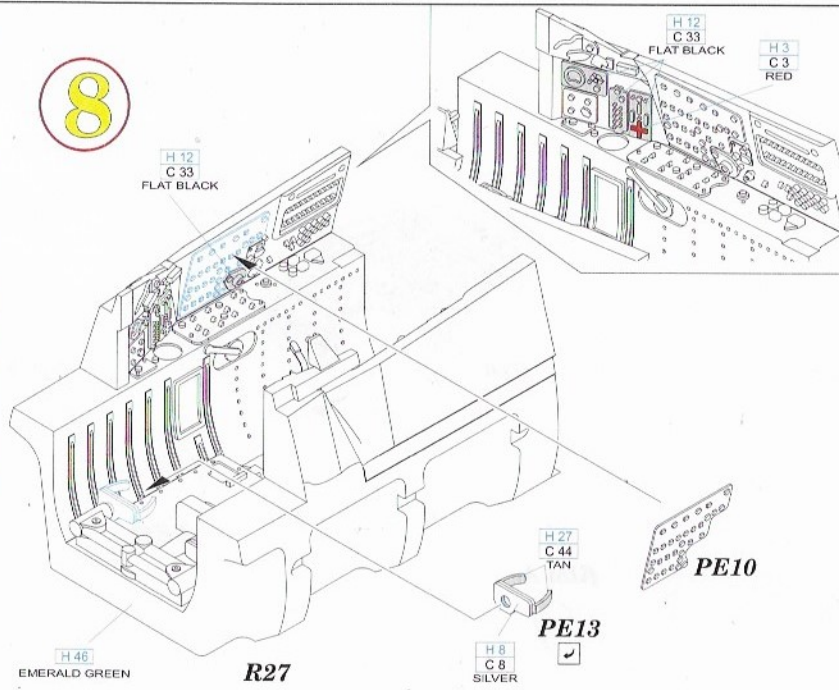 8
H 12
C 33
FLAT BLACK
H 12
C 33
FLAT BLACK
H 3
C 3
RED
H 27
C 44
TAN
PE10
PE13
H 8
C 8
SILVER
H 46
EMERALD GREEN
R27